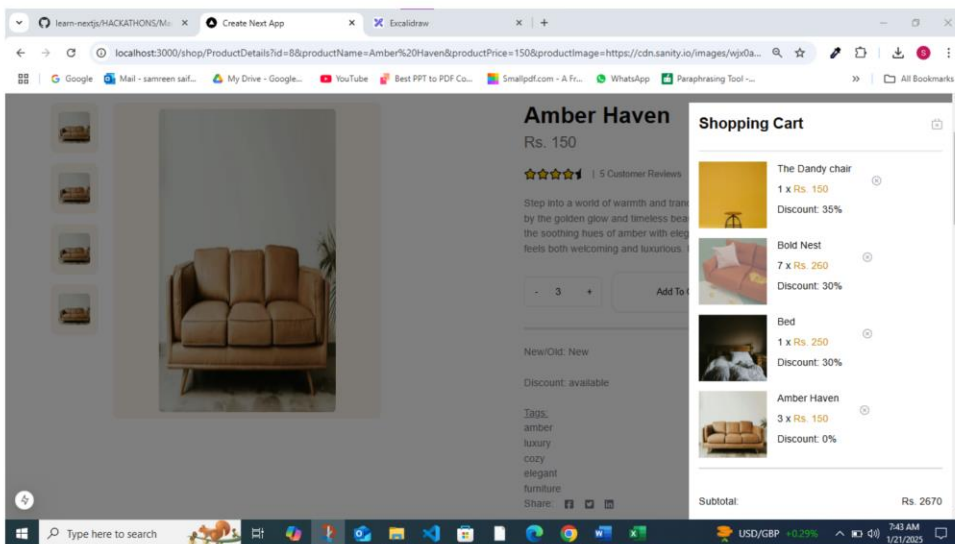 learn-nextjs/HACKATHONS/Ma
Create Next App
Excalidraw
localhost:3000/shop/ProductDetails?id=8&productName=Amber%20Haven&productPrice=150&productImage=https://cdn.sanity.io/images/wjx0a...
Google
Mail - samreen saif...
My Drive - Google...
YouTube
Best PPT to PDF Co...
Smallpdf.com - A Fr...
WhatsApp
Paraphrasing Tool -...
All Bookmarks
Amber Haven
Rs. 150
5 Customer Reviews
Step into a world of warmth and tran
by the golden glow and timeless bea
the soothing hues of amber with eleg
feels both welcoming and luxurious.
- 3 +
Add To
New/Old: New
Discount: available
Tags:
amber
luxury
cozy
elegant
furniture
Share:
Shopping Cart
The Dandy chair
1 x Rs. 150
Discount: 35%
Bold Nest
7 x Rs. 260
Discount: 30%
Bed
1 x Rs. 250
Discount: 30%
Amber Haven
3 x Rs. 150
Discount: 0%
Subtotal: Rs. 2670
Type here to search
USD/GBP +0.29%
7:43 AM
1/21/2025